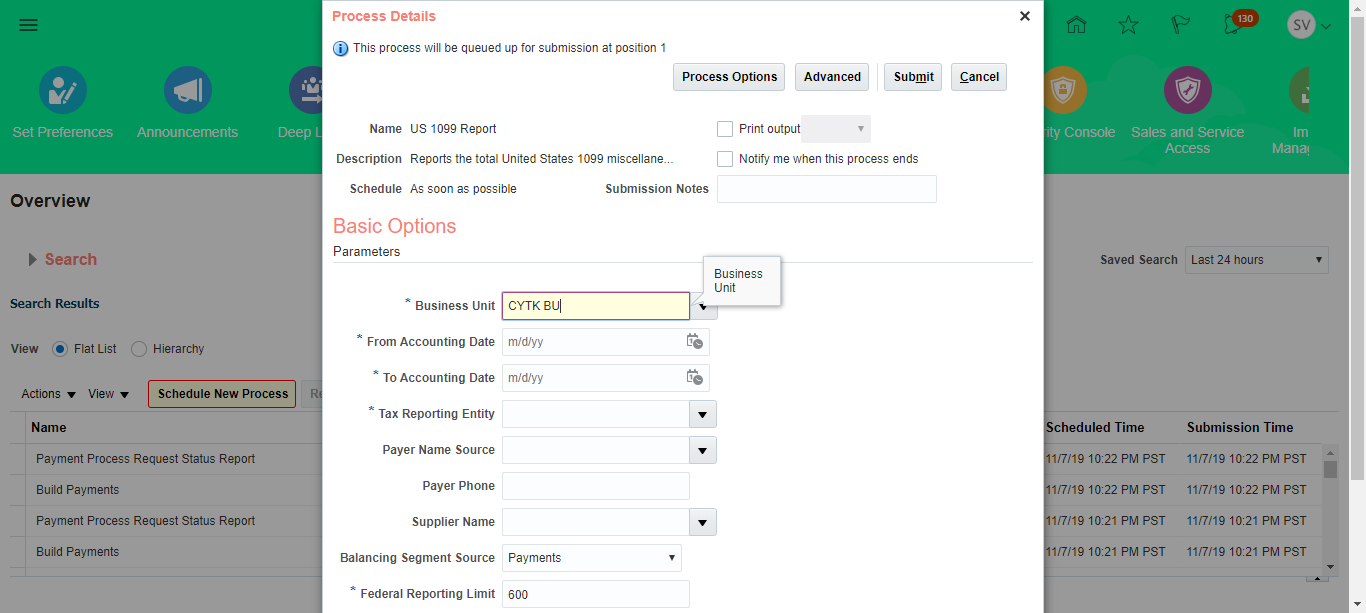 Process Details
This process will be queued up for submission at position 1
Process Options
Advanced
Submit
Cancel
130
SV
Set Preferences
Announcements
Deep L
rity Console
Sales and Service
Access
Im
Manag
Name US 1099 Report
Print output
Description Reports the total United States 1099 miscellane...
Notify me when this process ends
Schedule As soon as possible
Submission Notes
Overview
Basic Options
Parameters
Search
Saved Search Last 24 hours
Business
Unit
Search Results
* Business Unit CYTK BU
View Flat List Hierarchy
* From Accounting Date m/d/yy
* To Accounting Date m/d/yy
Actions View Schedule New Process Re
* Tax Reporting Entity
Name
Scheduled Time Submission Time
Payer Name Source
Payment Process Request Status Report
11/7/19 10:22 PM PST 11/7/19 10:22 PM PST
Payer Phone
Build Payments
11/7/19 10:22 PM PST 11/7/19 10:22 PM PST
Supplier Name
Payment Process Request Status Report
11/7/19 10:21 PM PST 11/7/19 10:21 PM PST
Balancing Segment Source Payments
Build Payments
11/7/19 10:21 PM PST 11/7/19 10:21 PM PST
* Federal Reporting Limit 600